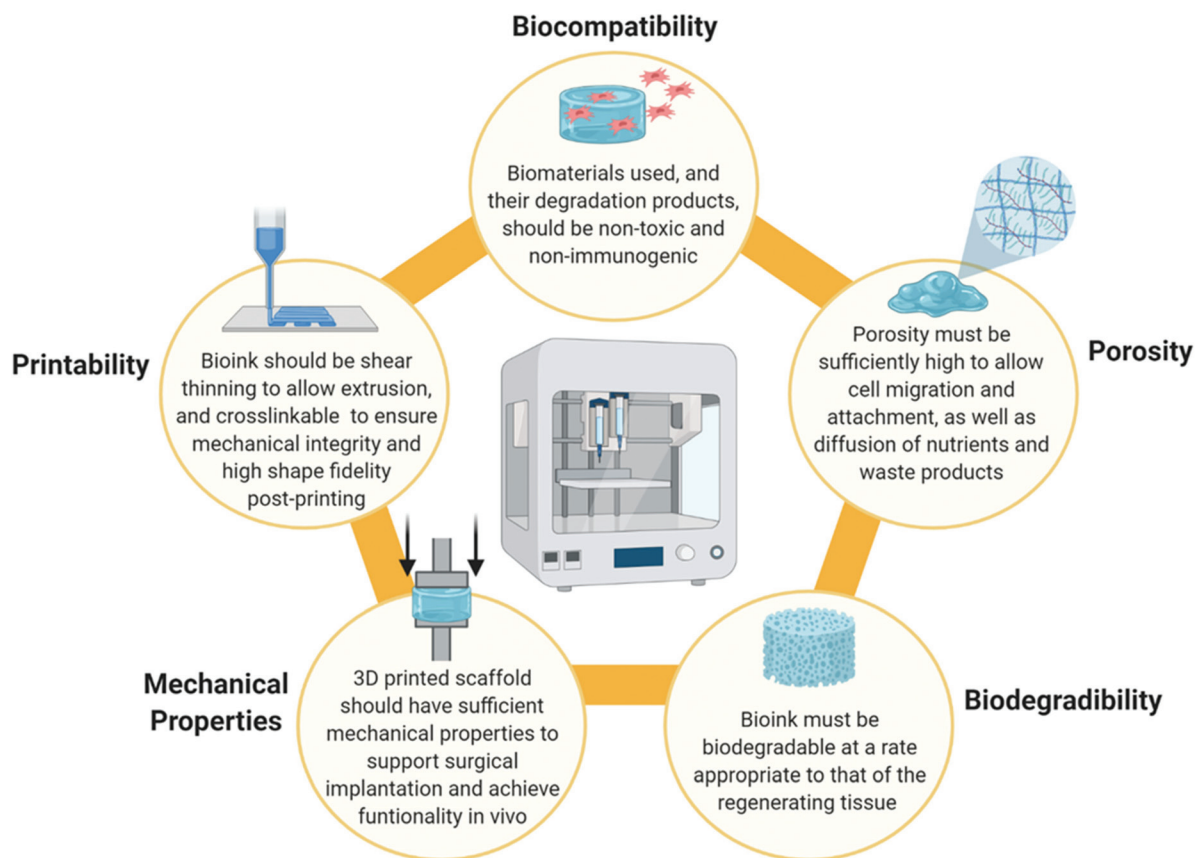 Biocompatibility
Biomaterials used, and
their degradation products,
should be non-toxic and
non-immunogenic
Printability
Bioink should be shear
thinning to allow extrusion,
and crosslinkable to ensure
mechanical integrity and
high shape fidelity
post-printing
Porosity must be
sufficiently high to allow
cell migration and
attachment, as well as
diffusion of nutrients and
waste products
Porosity
Mechanical
Properties
3D printed scaffold
should have sufficient
mechanical properties to
support surgical
implantation and achieve
funtionality in vivo
Bioink must be
biodegradable at a rate
appropriate to that of the
regenerating tissue
Biodegradibility